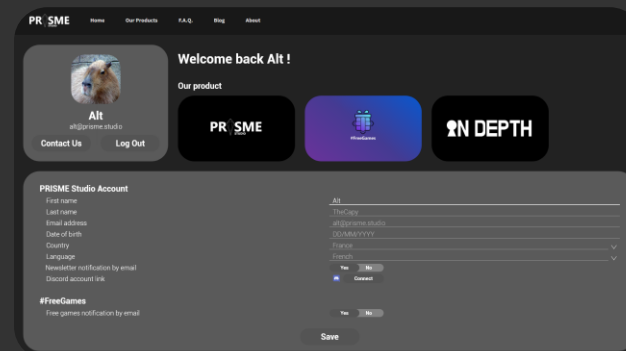 PRISME
STUDIO
Home
Our Products
F.A.Q.
Blog
About
Alt
alt@prisme.studio
Contact Us
Log Out
Welcome back Alt !
Our product
PRISME
STUDIO
#FreeGames
IN DEPTH
PRISME Studio Account
First name Alt
Last name TheCapy
Email address alt@prisme.studio
Date of birth DD/MM/YYYY
Country France
Language French
Newsletter notification by email Yes No
Discord account link Connect
#FreeGames
Free games notification by email Yes No
Save